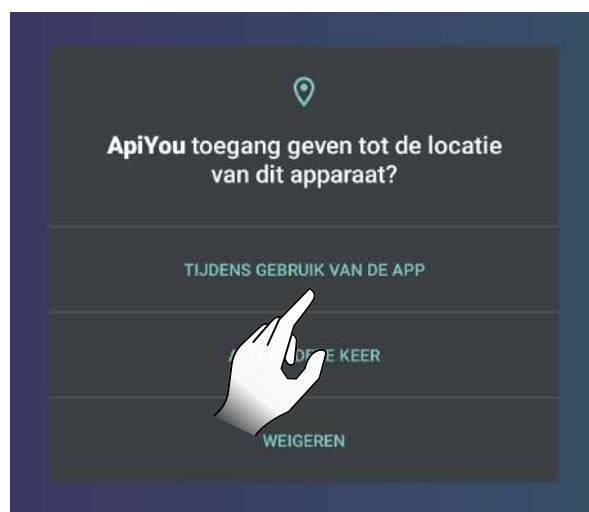 ApiYou toegang geven tot de locatie
van dit apparaat?
TIJDENS GEBRUIK VAN DE APP
KEER
WEIGEREN